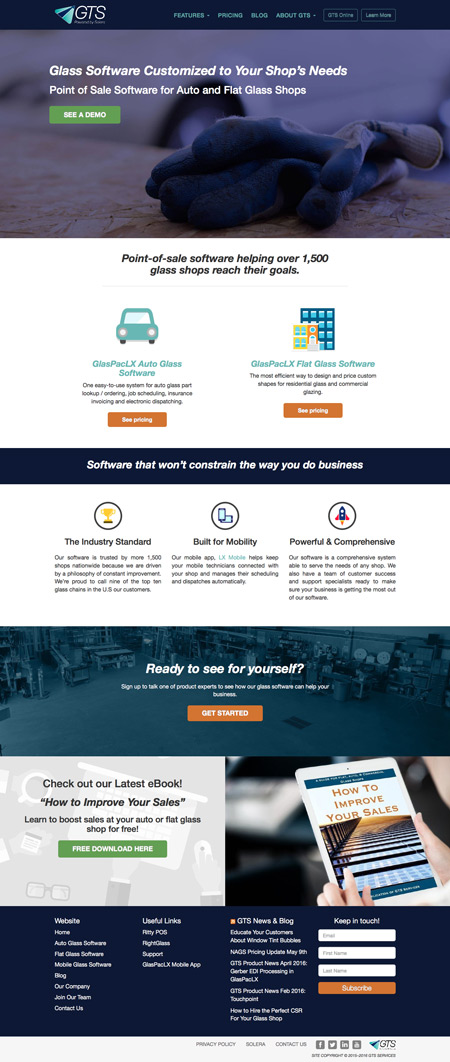 GTS
Powered by Solera
FEATURES
PRICING
BLOG
ABOUT GTS
GTS Online
Learn More
Glass Software Customized to Your Shop's Needs
Point of Sale Software for Auto and Flat Glass Shops
SEE A DEMO
Point-of-sale software helping over 1,500
glass shops reach their goals.
GlasPacLX Auto Glass
Software
One easy-to-use system for auto glass part
lookup / ordering, job scheduling, insurance
invoicing and electronic dispatching.
See pricing
GlasPacLX Flat Glass Software
The most efficient way to design and price custom
shapes for residential glass and commercial
glazing.
See pricing
Software that won't constrain the way you do business
The Industry Standard
Our software is trusted by more 1,500
shops nationwide because we are driven
by a philosophy of constant improvement.
We're proud to call nine of the top ten
glass chains in the U.S our customers.
Built for Mobility
Our mobile app, LX Mobile helps keep
your mobile technicians connected with
your shop and manages their scheduling
and dispatches automatically.
Powerful & Comprehensive
Our software is a comprehensive system
able to serve the needs of any shop. We
also have a team of customer success
and support specialists ready to make
sure your business is getting the most out
of our software.
Ready to see for yourself?
Sign up to talk one of product experts to see how our glass software can help your
business.
GET STARTED
Check out our Latest eBook!
"How to Improve Your Sales"
Learn to boost sales at your auto or flat glass
shop for free!
FREE DOWNLOAD HERE
A Guide for Flat, Auto, & Commercial
Glass Shops
How To
Improve
Your Sales
Publication of GTS Services
Website
Home
Auto Glass Software
Flat Glass Software
Mobile Glass Software
Blog
Our Company
Join Our Team
Contact Us
Useful Links
Ritty POS
RightGlass
Support
GlasPacLX Mobile App
GTS News & Blog
Educate Your Customers
About Window Tint Bubbles
NAGS Pricing Update May 9th
GTS Product News April 2016:
Gerber EDI Processing in
GlasPacLX
GTS Product News Feb 2016:
Touchpoint
How to Hire the Perfect CSR
For Your Glass Shop
Keep in touch!
Email
First Name
Last Name
Subscribe
PRIVACY POLICY
SOLERA
CONTACT US
GTS
SITE COPYRIGHT © 2015-2016 GTS SERVICES